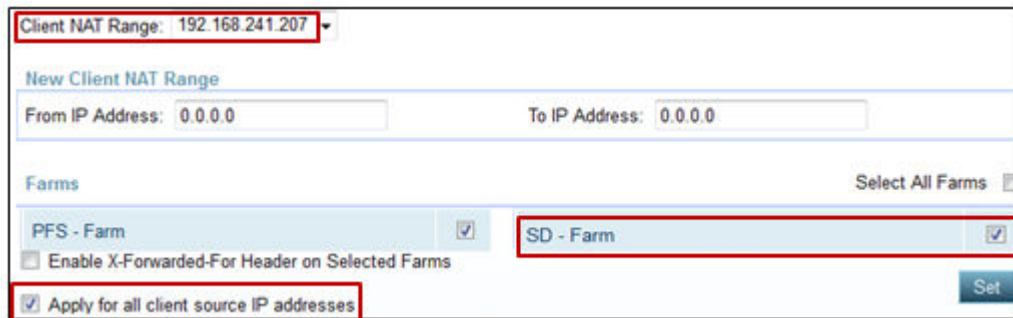 Client NAT Range: 192.168.241.207
New Client NAT Range
From IP Address: 0.0.0.0 To IP Address: 0.0.0.0
Farms Select All Farms
PFS - Farm SD - Farm
Enable X-Forwarded-For Header on Selected Farms
Set
Apply for all client source IP addresses